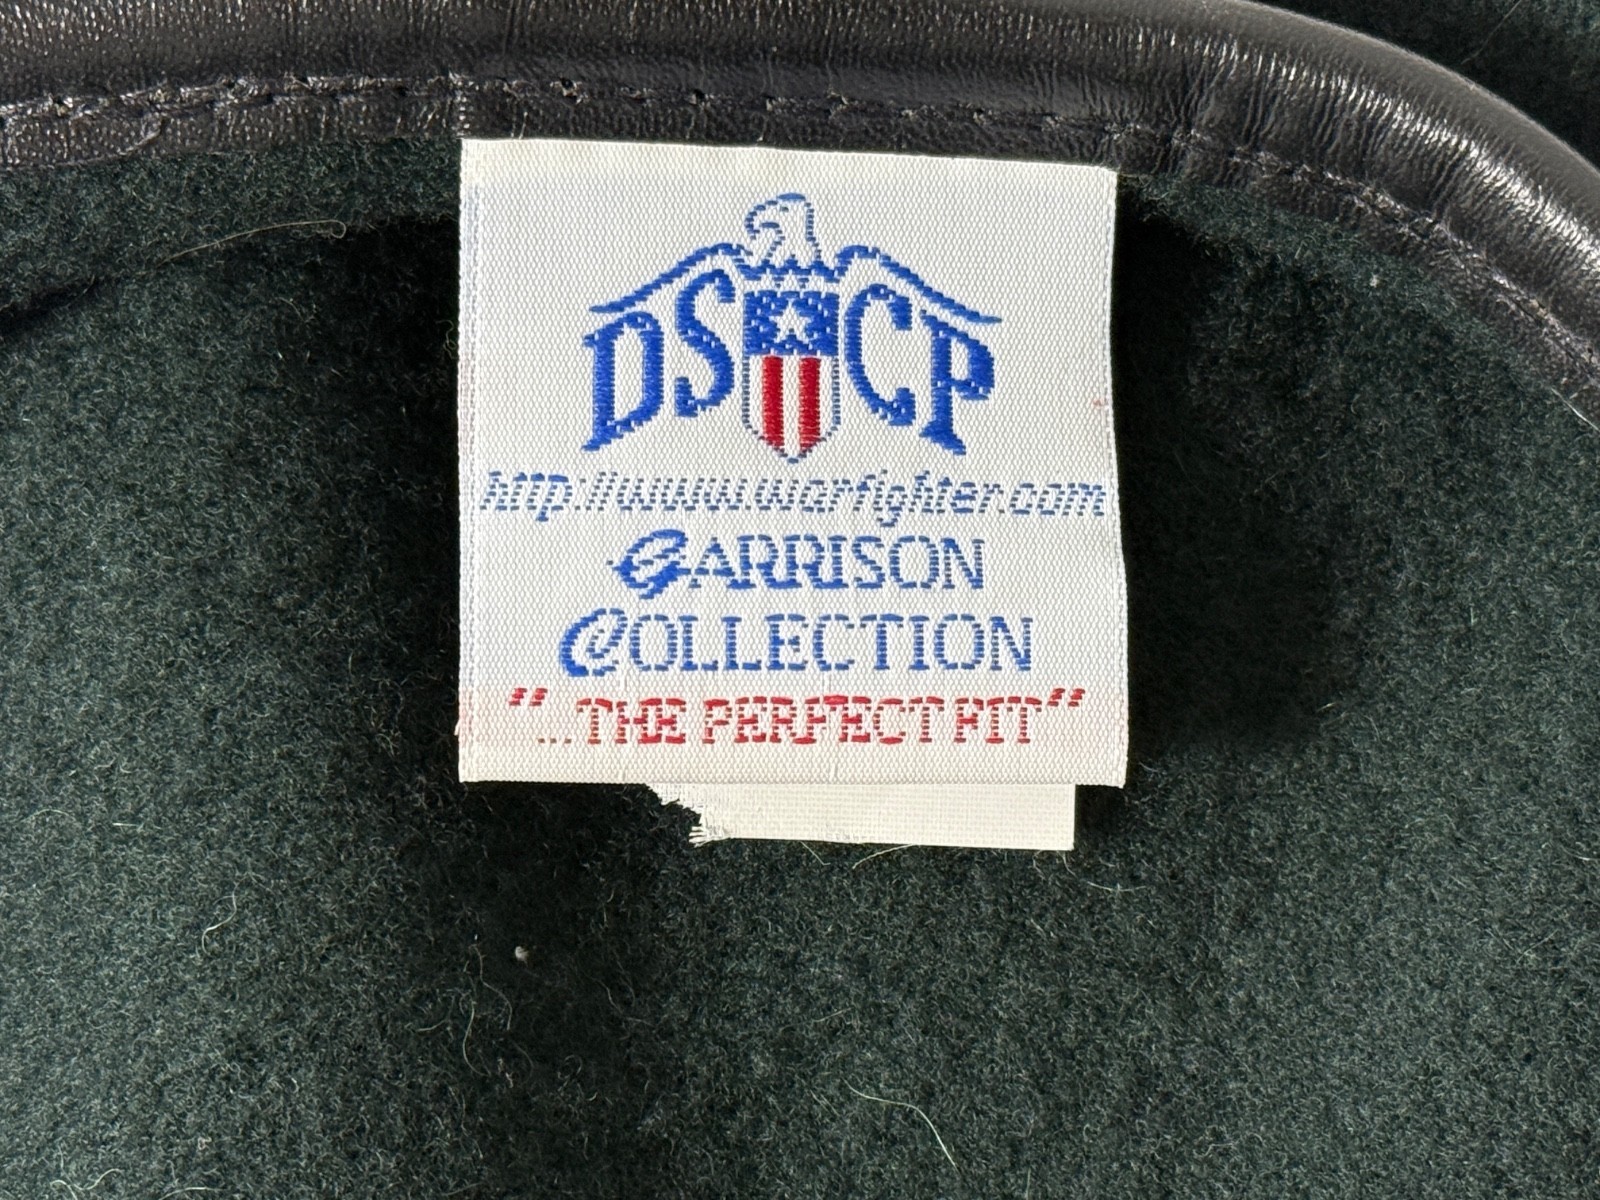 DSCP
http://www.warfighter.com
GARRISON
COLLECTION
"...THE PERFECT FIT"